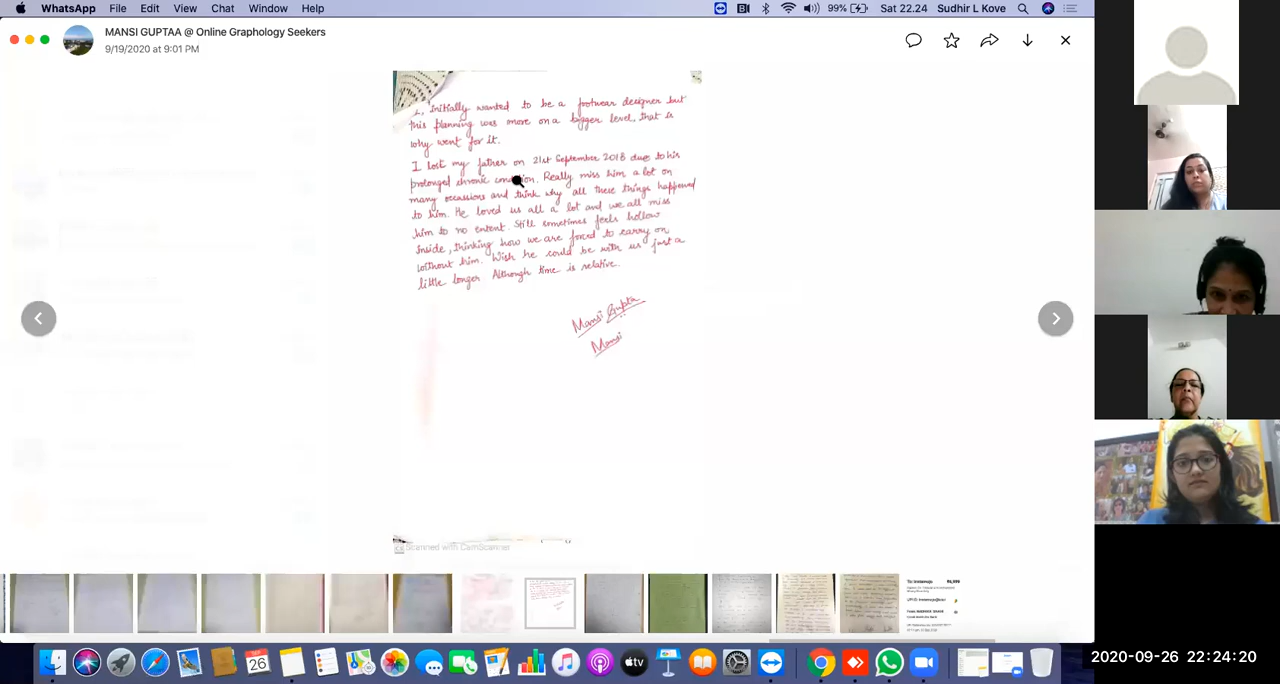 WhatsApp File Edit View Chat Window Help
99% Sat 22.24 Sudhir L Kove
MANSI GUPTAA @ Online Graphology Seekers
9/19/2020 at 9:01 PM
I, initially wanted to be a footwear designer but
this planning was more on a bigger level, that is
why went for it.
I lost my father on 21st September 2018 due to his
prolonged chronic. Really miss him a lot on
many occassions and think why all these things happened
to him. He loved us all a lot and we all miss
him to no extent. Still sometimes feels hollow
inside, thinking how we are forced to carry on
without him. Wish he could be with us just a
little longer Although time is relative.
Mansi Gupta
Mansi
Scanned with CamScanner
SEP
26
tv
2020-09-26 22:24:20